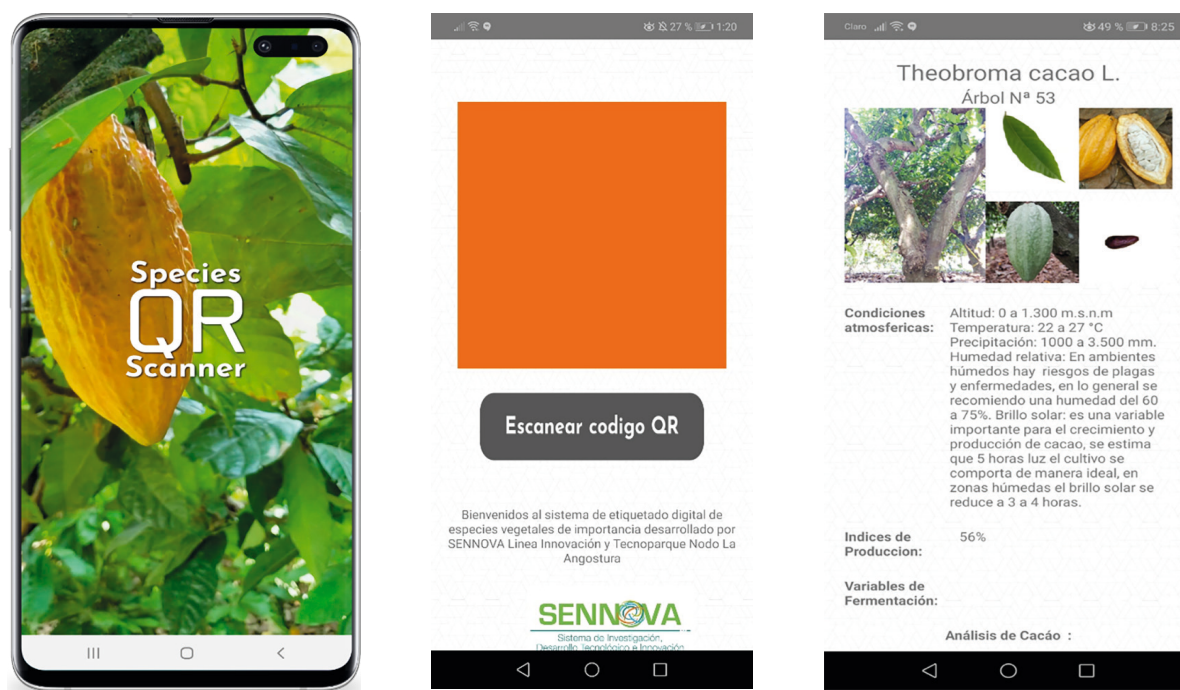 Species
QR
Scanner
27 % 1:20
Escanear codigo QR
Bienvenidos al sistema de etiquetado digital de
especies vegetales de importancia desarrollado por
SENNOVA Linea Innovación y Tecnoparque Nodo La
Angostura
SENNOVA
Sistema de Investigación,
Desarrollo Tecnológico e Innovación
Claro 49 % 8:25
Theobroma cacao L.
Árbol Nª 53
Condiciones
atmosfericas:
Altitud: 0 a 1.300 m.s.n.m
Temperatura: 22 a 27 °C
Precipitación: 1000 a 3.500 mm.
Humedad relativa: En ambientes
húmedos hay riesgos de plagas
y enfermedades, en lo general se
recomiendo una humedad del 60
a 75%. Brillo solar: es una variable
importante para el crecimiento y
producción de cacao, se estima
que 5 horas luz el cultivo se
comporta de manera ideal, en
zonas húmedas el brillo solar se
reduce a 3 a 4 horas.
Indices de
Produccion:
56%
Variables de
Fermentación:
Análisis de Cacáo :